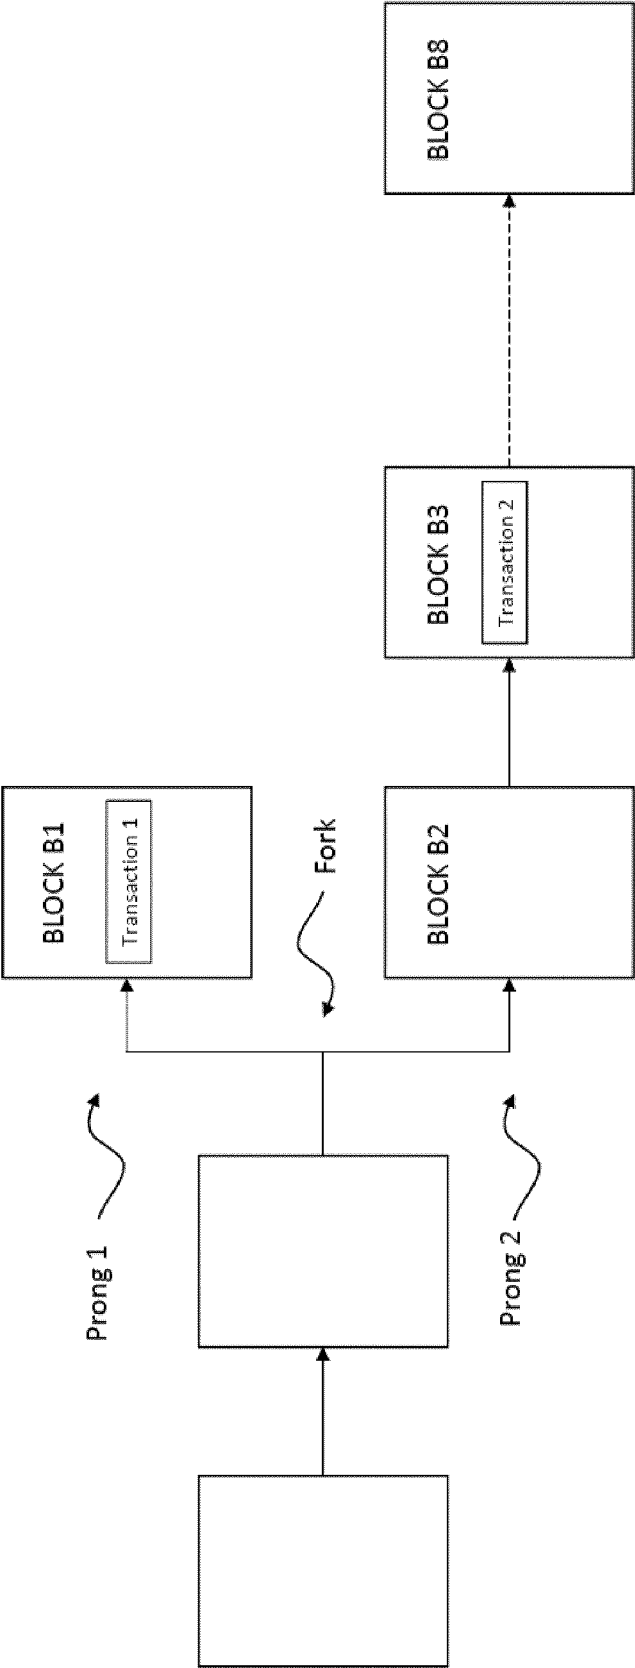 Prong 1
BLOCK B1
Transaction 1
Fork
Prong 2
BLOCK B2
BLOCK B3
Transaction 2
BLOCK B8